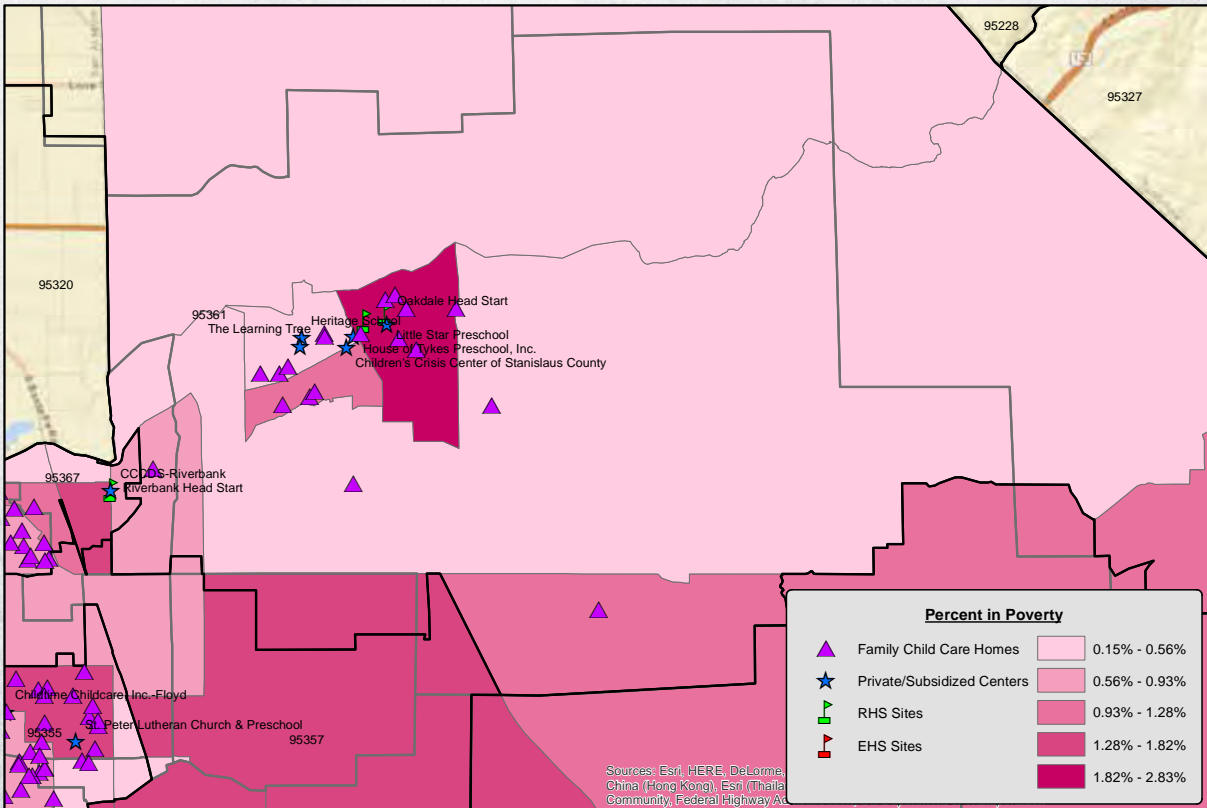 95228
95327
95320
95361
Oakdale Head Start
Heritage School
The Learning Tree
Little Star Preschool
House of Tykes Preschool, Inc.
Children's Crisis Center of Stanislaus County
95367
CCCDS-Riverbank
Riverbank Head Start
Childtime Childcare, Inc.-Floyd
St. Peter Lutheran Church & Preschool
95355
95357
Percent in Poverty
Family Child Care Homes
0.15% - 0.56%
Private/Subsidized Centers
0.56% - 0.93%
RHS Sites
0.93% - 1.28%
EHS Sites
1.28% - 1.82%
1.82% - 2.83%
Sources: Esri, HERE, DeLorme,
China (Hong Kong), Esri
Community, Federal Highway